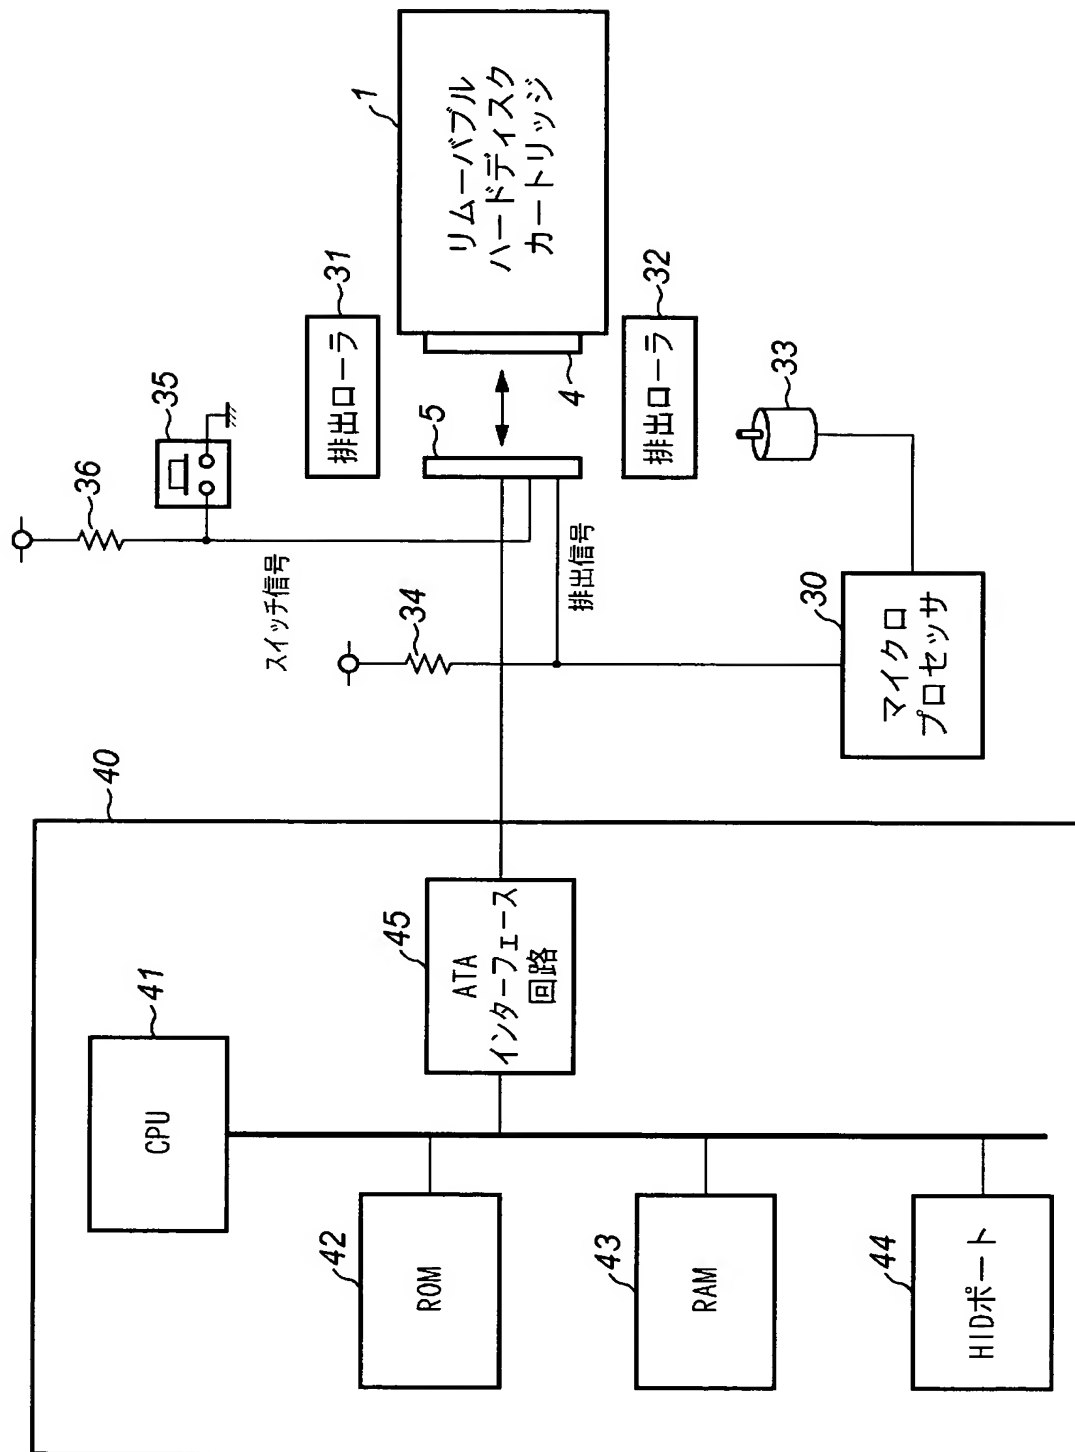 40
41
CPU
42
ROM
43
RAM
44
HIDポート
45
ATA
インターフェース
回路
36
35
スイッチ信号
34
排出信号
5
4
31
排出ローラ
32
排出ローラ
1
リムーバブル
ハードディスク
カートリッジ
33
30
マイクロ
プロセッサ